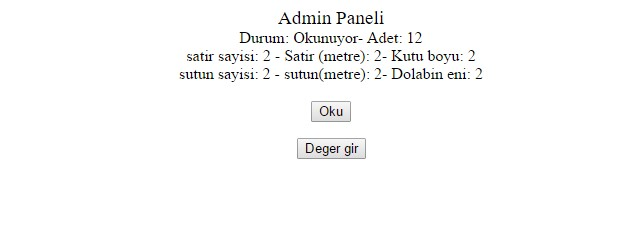 Admin Paneli
Durum: Okunuyor- Adet: 12
satir sayisi: 2 - Satir (metre): 2- Kutu boyu: 2
sutun sayisi: 2 - sutun(metre): 2- Dolabin eni: 2
Oku
Deger gir